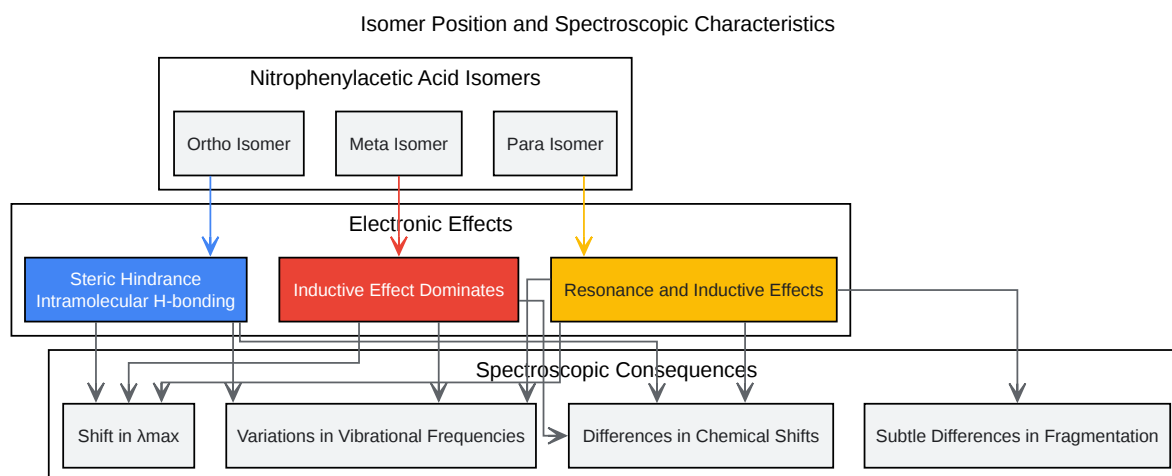 Isomer Position and Spectroscopic Characteristics
Nitrophenylacetic Acid Isomers
Ortho Isomer
Meta Isomer
Para Isomer
Electronic Effects
Steric Hindrance
Intramolecular H-bonding
Inductive Effect Dominates
Resonance and Inductive Effects
Spectroscopic Consequences
Shift in λmax
Variations in Vibrational Frequencies
Differences in Chemical Shifts
Subtle Differences in Fragmentation